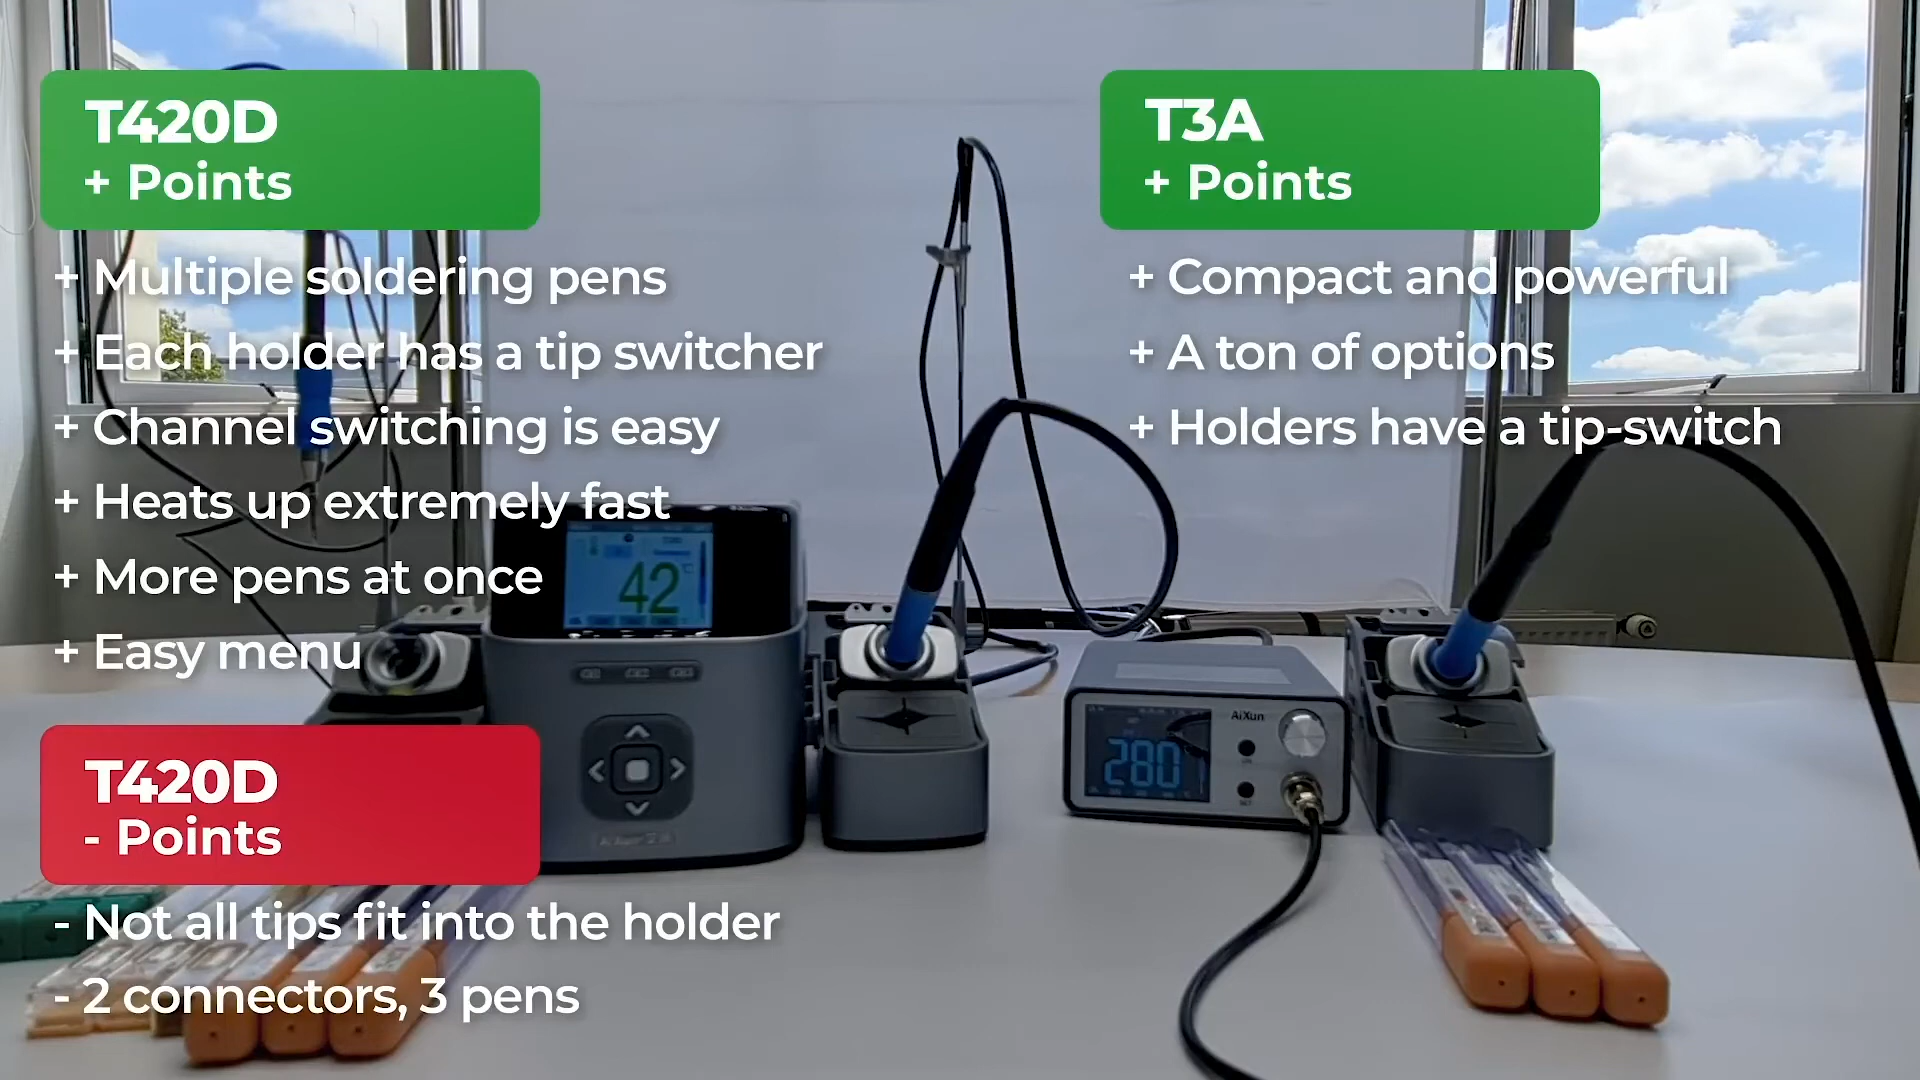 T420D
+ Points
+ Multiple soldering pens
+ Each holder has a tip switcher
+ Channel switching is easy
+ Heats up extremely fast
+ More pens at once
+ Easy menu
T420D
- Points
- Not all tips fit into the holder
- 2 connectors, 3 pens
T3A
+ Points
+ Compact and powerful
+ A ton of options
+ Holders have a tip-switch
42
AiXun
280
SET